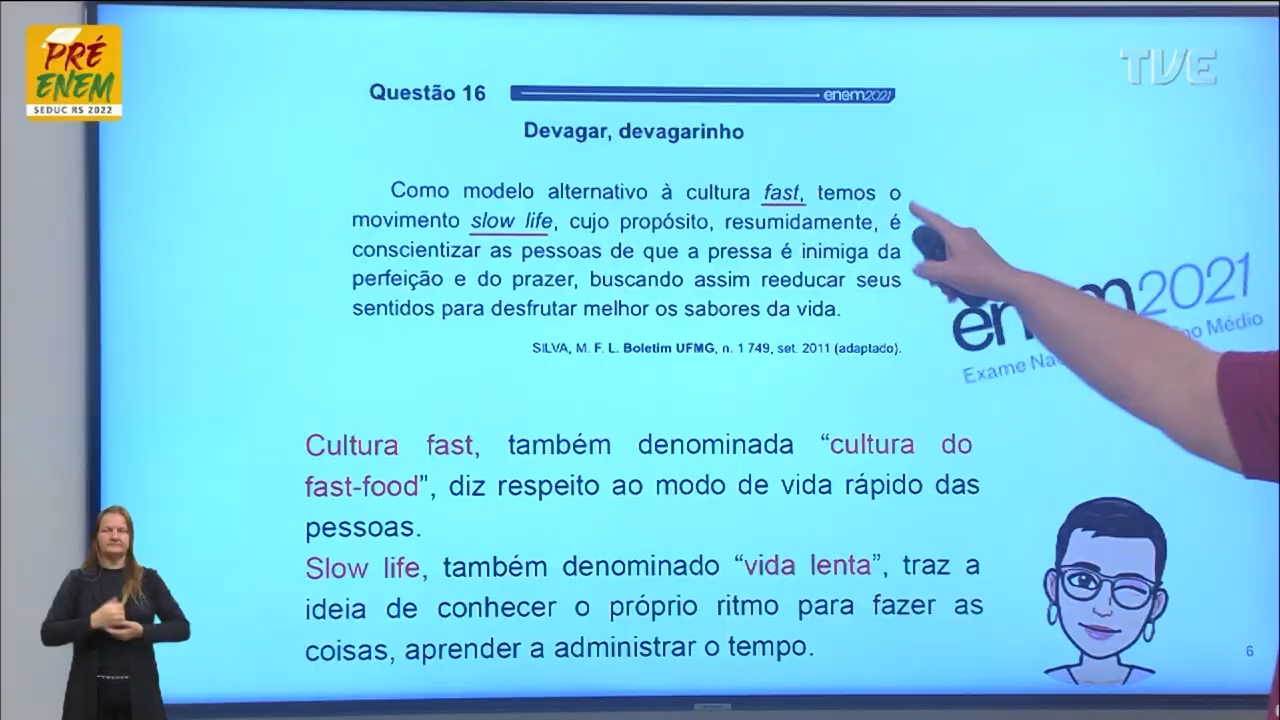 PRÉ
ENEM
SEDUC RS 2022
TVE
Questão 16
enem2021
Devagar, devagarinho
Como modelo alternativo à cultura fast, temos o
movimento slow life, cujo propósito, resumidamente, é
conscientizar as pessoas de que a pressa é inimiga da
perfeição e do prazer, buscando assim reeducar seus
sentidos para desfrutar melhor os sabores da vida.
SILVA, M. F. L. Boletim UFMG, n. 1 749, set. 2011 (adaptado).
enem2021
Exame Médio
Cultura fast, também denominada “cultura do
fast-food”, diz respeito ao modo de vida rápido das
pessoas.
Slow life, também denominado “vida lenta”, traz a
ideia de conhecer o próprio ritmo para fazer as
coisas, aprender a administrar o tempo.
6